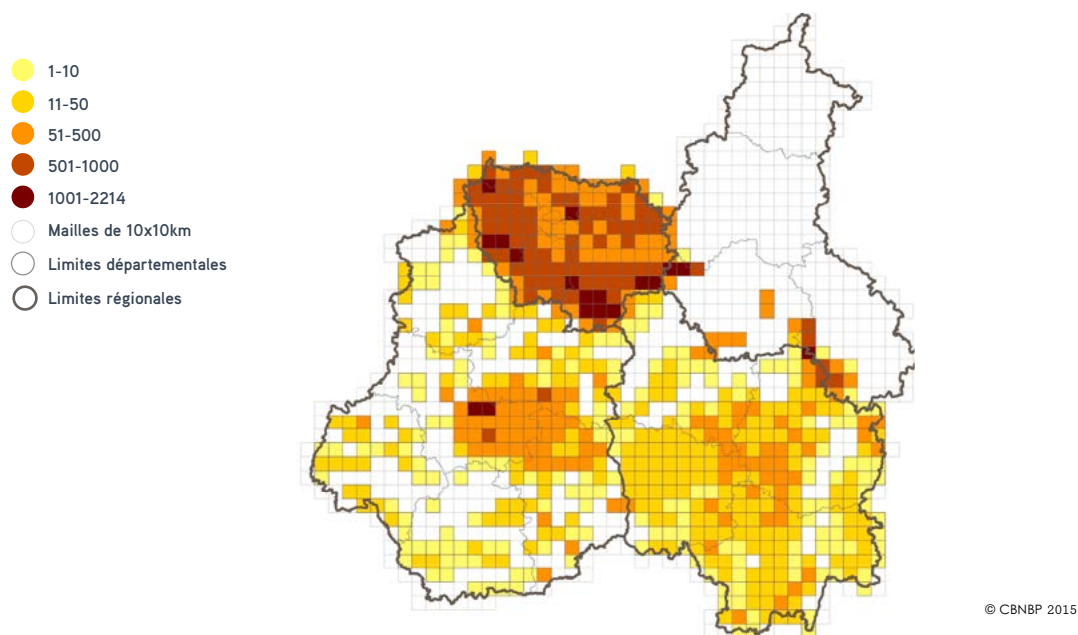 1-10
11-50
51-500
501-1000
1001-2214
Mailles de 10x10km
Limites départementales
Limites régionales
© CBNBP 2015